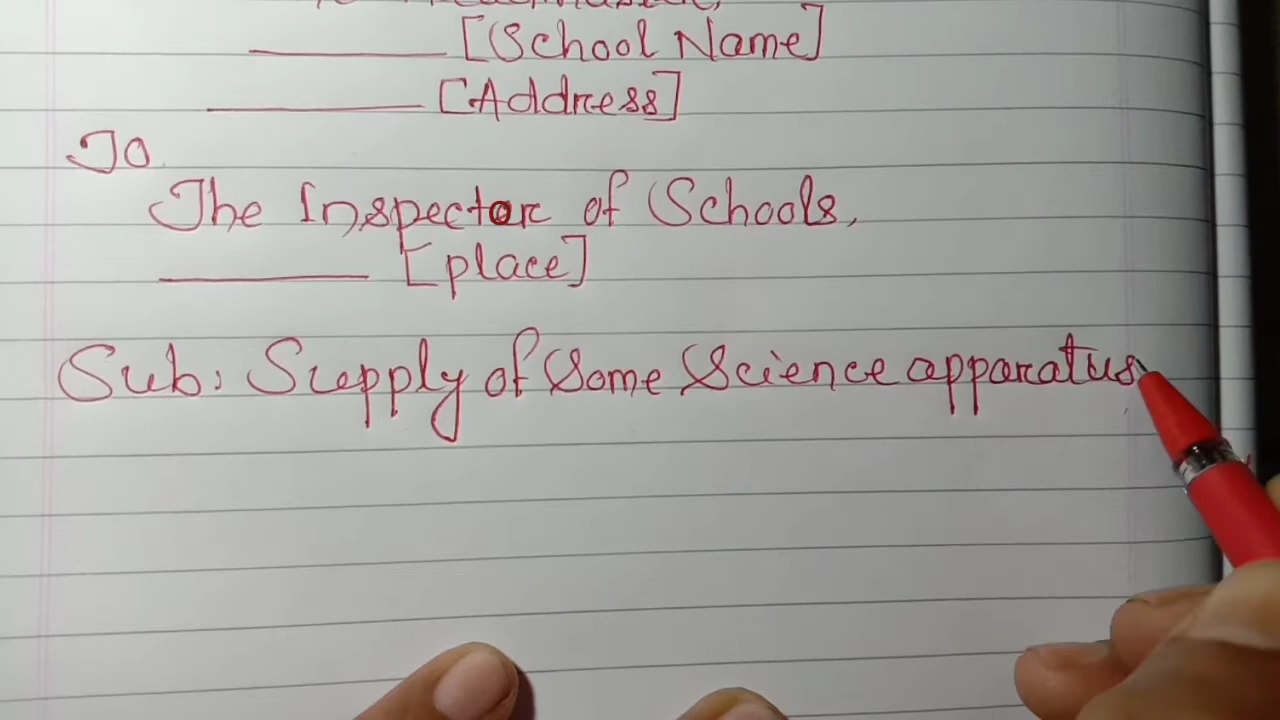 [School Name]
[Address]
To
The Inspector of Schools,
[place]
Sub: Supply of Some Science apparatus